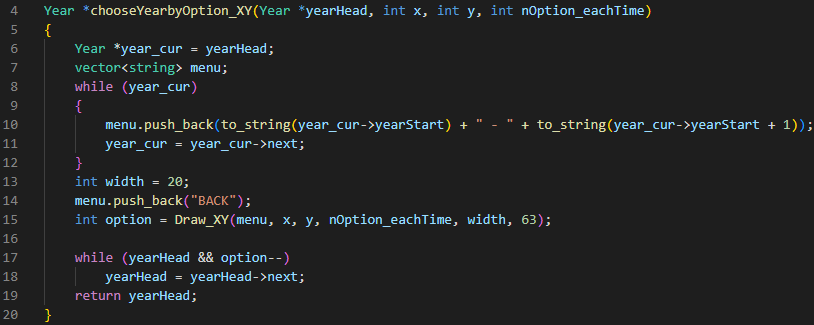 4 Year *chooseYearbyOption_XY(Year *yearHead, int x, int y, int nOption_eachTime)
5 {
6     Year *year_cur = yearHead;
7     vector<string> menu;
8     while (year_cur)
9     {
10         menu.push_back(to_string(year_cur->yearStart) + " - " + to_string(year_cur->yearStart + 1));
11         year_cur = year_cur->next;
12     }
13     int width = 20;
14     menu.push_back("BACK");
15     int option = Draw_XY(menu, x, y, nOption_eachTime, width, 63);
16
17     while (yearHead && option--)
18         yearHead = yearHead->next;
19     return yearHead;
20 }